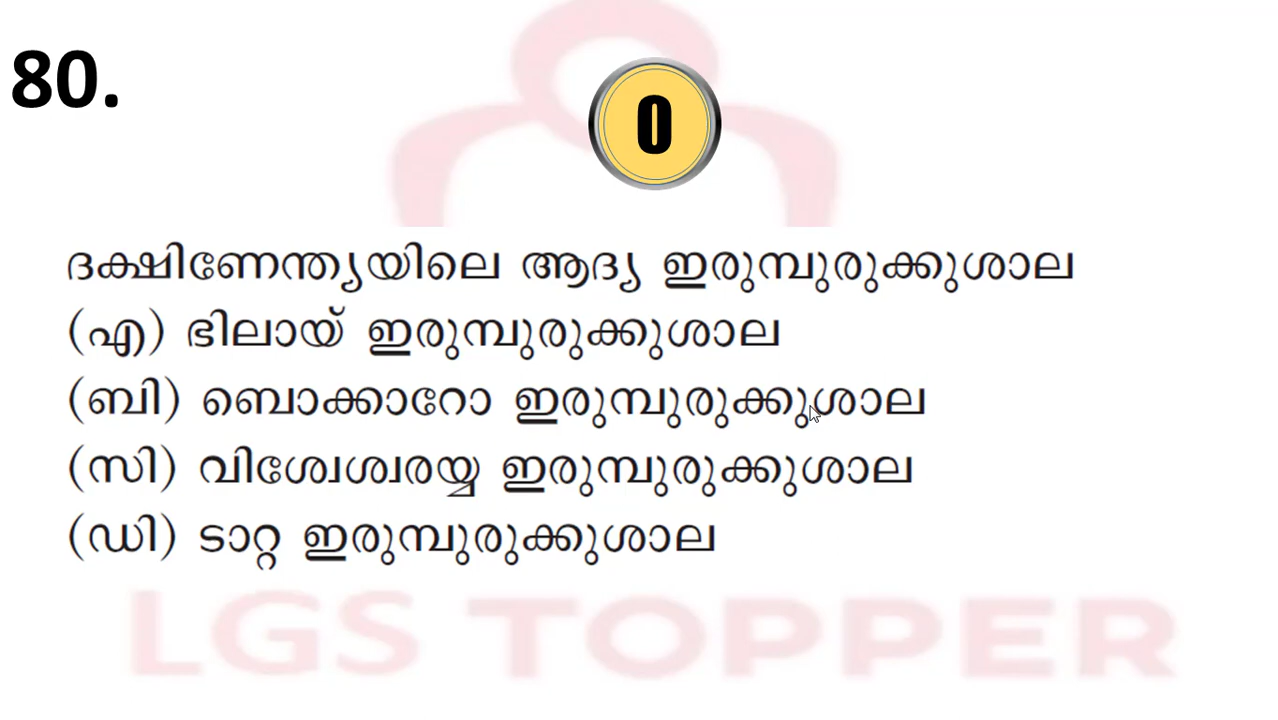 80.
0
ദക്ഷിണേന്ത്യയിലെ ആദ്യ ഇരുമ്പുരുക്കുശാല
(എ) ഭിലായ് ഇരുമ്പുരുക്കുശാല
(ബി) ബൊക്കാറോ ഇരുമ്പുരുക്കുശാല
(സി) വിശ്വേശ്വരയ്യ ഇരുമ്പുരുക്കുശാല
(ഡി) ടാറ്റ ഇരുമ്പുരുക്കുശാല
LGS TOPPER